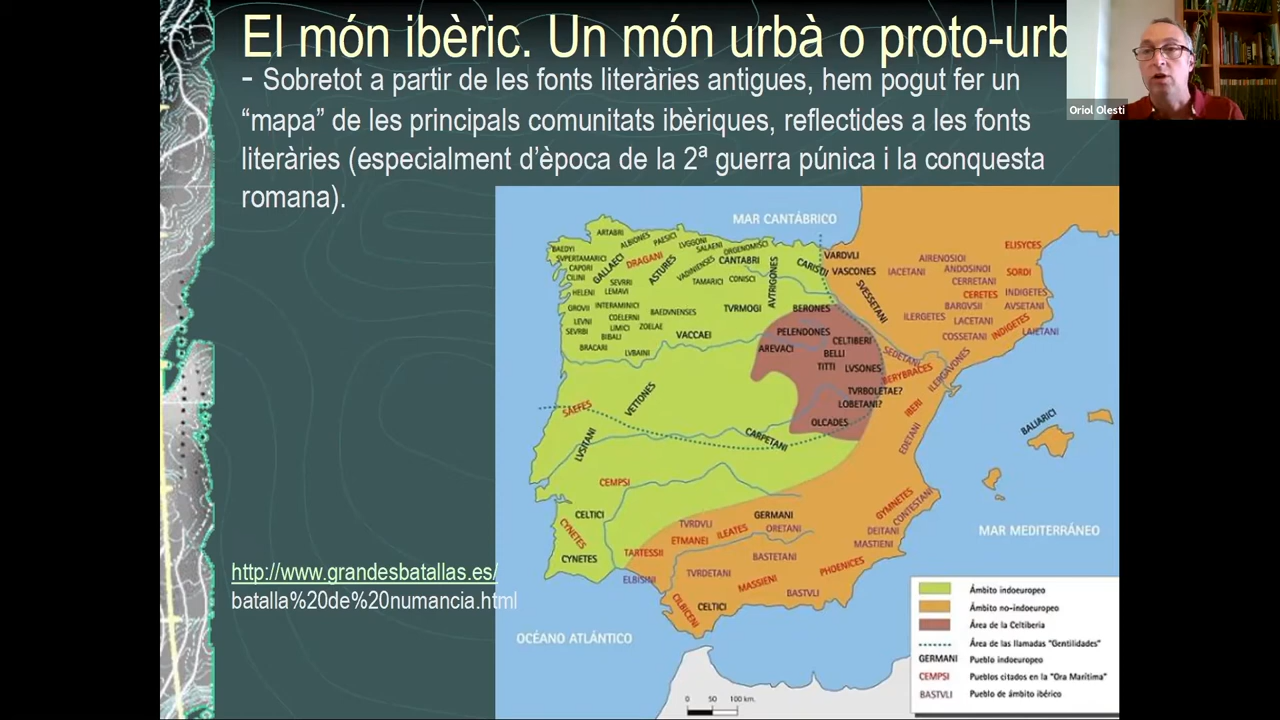 El món ibèric. Un món urbà o proto-urb
- Sobretot a partir de les fonts literàries antigues, hem pogut fer un
“mapa” de les principals comunitats ibèriques, reflectides a les fonts
literàries (especialment d’època de la 2ª guerra púnica i la conquesta
romana).
Oriol Olesti
http://www.grandesbatallas.es/
batalla%20de%20numancia.html
MAR CANTÁBRICO
ARTABRI
ALBIONES
PAESICI
LVGGONI
SALAENI
ORGENOMISCI
BAEDYI
SVPERTAMARICI
CAPORI
CILINI
GALLAECI
DRAGANI
ASTURES
VADINIENSES
CANTABRI
TAMARICI
CONISCI
AVTRIGONES
CARISTII
VARDVLI
VASCONES
SVESSETANI
IACETANI
AIRENOSIOI
ANDOSINOI
CERRETANI
ELISYCES
SORDI
CERETES
INDIGETES
BARGVSII
AVSETANI
ILERGETES
LACETANI
COSSETANI
INDIGETES
LAIETANI
SEVRRI
LEMAVI
HELENI
GROVII
INTERAMINICI
COELERNI
BAEDVNENSES
LEVNI
SEVRBI
LIMICI
BIBALI
ZOELAE
BRACARI
LVBAINI
VACCAEI
TVRMOGI
BERONES
PELENDONES
CELTIBERI
AREVACI
BELLI
TITTI
LVSONES
TVRBOLETAE?
LOBETANI?
OLCADES
SEDETANI
BERYBRACES
ILERGAVONES
IBERI
EDETANI
SAEFES
VETTONES
LVSITANI
CARPETANI
CEMPSI
CELTICI
CYNETES
CYNETES
TARTESSII
ELBISINI
TVRDVLI
ETMANEI
ILEATES
GERMANI
ORETANI
BASTETANI
TVRDETANI
MASSIENI
BASTVLI
CILBICENI
CELTICI
PHOENICES
GYMNETES
CONTESTANI
DEITANI
MASTIENI
BALIARICI
MAR MEDITERRÁNEO
OCÉANO ATLÁNTICO
0 50 100 km.
Ámbito indoeuropeo
Ámbito no-indoeuropeo
Área de la Celtiberia
Área de las llamadas "Gentilidades"
GERMANI Pueblo indoeuropeo
CEMPSI Pueblos citados en la "Ora Marítima"
BASTVLI Pueblo de ámbito ibérico